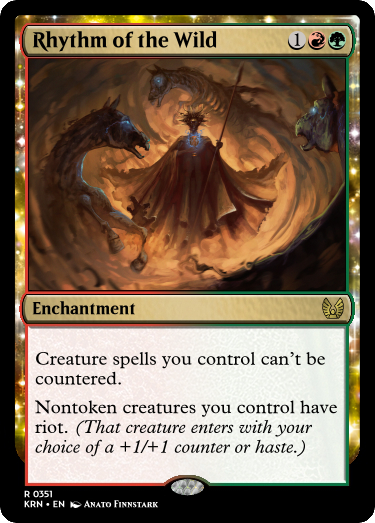 Rhythm of the Wild 1
Enchantment
Creature spells you control can't be
countered.
Nontoken creatures you control have
riot. (That creature enters with your
choice of a +1/+1 counter or haste.)
R 0351
KRN • EN Anato Finnstark